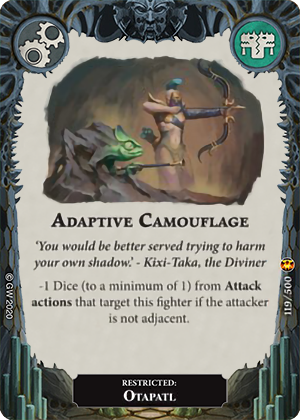 ADAPTIVE CAMOUFLAGE
'You would be better served trying to harm
your own shadow.' - Kixi-Taka, the Diviner
-1 Dice (to a minimum of 1) from Attack
actions that target this fighter if the attacker
is not adjacent.
© GW 2020
119/500
RESTRICTED:
OTAPATL